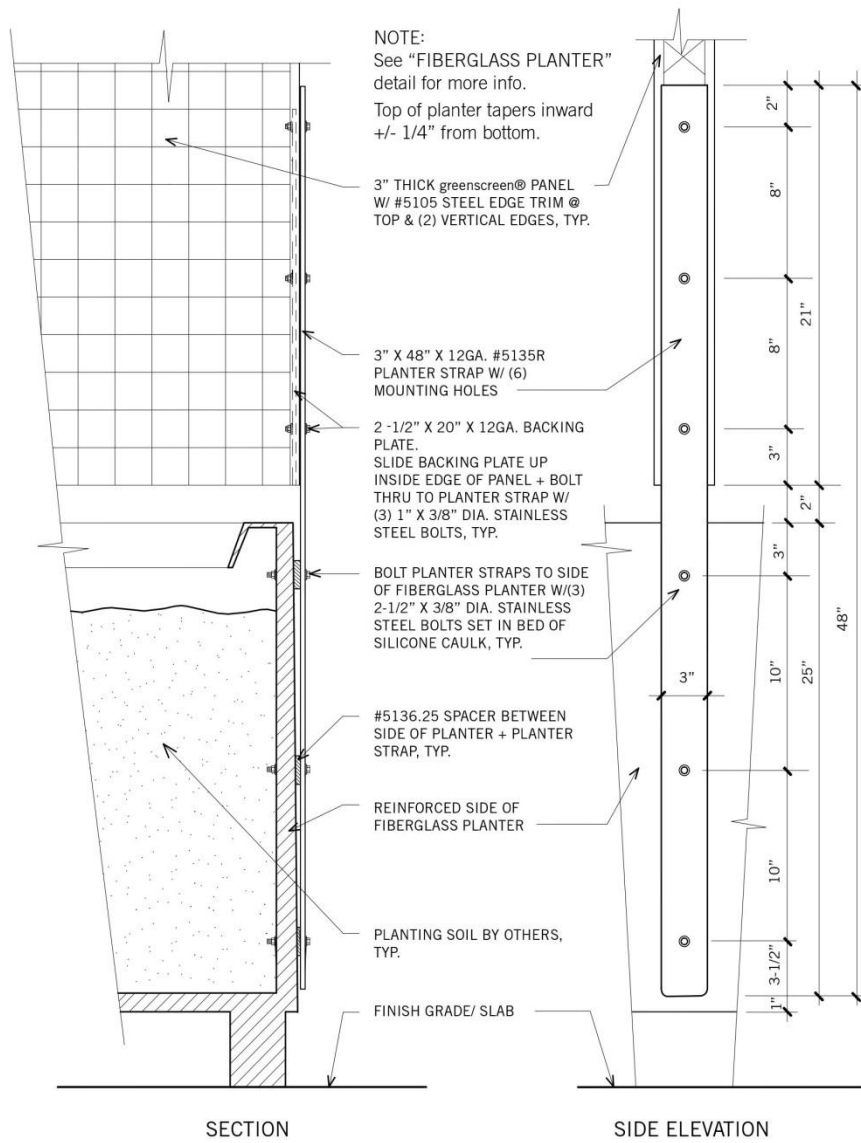 NOTE:
See “FIBERGLASS PLANTER”
detail for more info.
Top of planter tapers inward
+/- 1/4” from bottom.
3” THICK greenscreen® PANEL
W/ #5105 STEEL EDGE TRIM @
TOP & (2) VERTICAL EDGES, TYP.
3” X 48” X 12GA. #5135R
PLANTER STRAP W/ (6)
MOUNTING HOLES
2 -1/2” X 20” X 12GA. BACKING
PLATE.
SLIDE BACKING PLATE UP
INSIDE EDGE OF PANEL + BOLT
THRU TO PLANTER STRAP W/
(3) 1” X 3/8” DIA. STAINLESS
STEEL BOLTS, TYP.
BOLT PLANTER STRAPS TO SIDE
OF FIBERGLASS PLANTER W/(3)
2-1/2” X 3/8” DIA. STAINLESS
STEEL BOLTS SET IN BED OF
SILICONE CAULK, TYP.
#5136.25 SPACER BETWEEN
SIDE OF PLANTER + PLANTER
STRAP, TYP.
REINFORCED SIDE OF
FIBERGLASS PLANTER
PLANTING SOIL BY OTHERS,
TYP.
FINISH GRADE/ SLAB
2”
8”
8”
3”
2”
3”
10”
10”
3-1/2”
1”
21”
25”
48”
3”
SECTION
SIDE ELEVATION